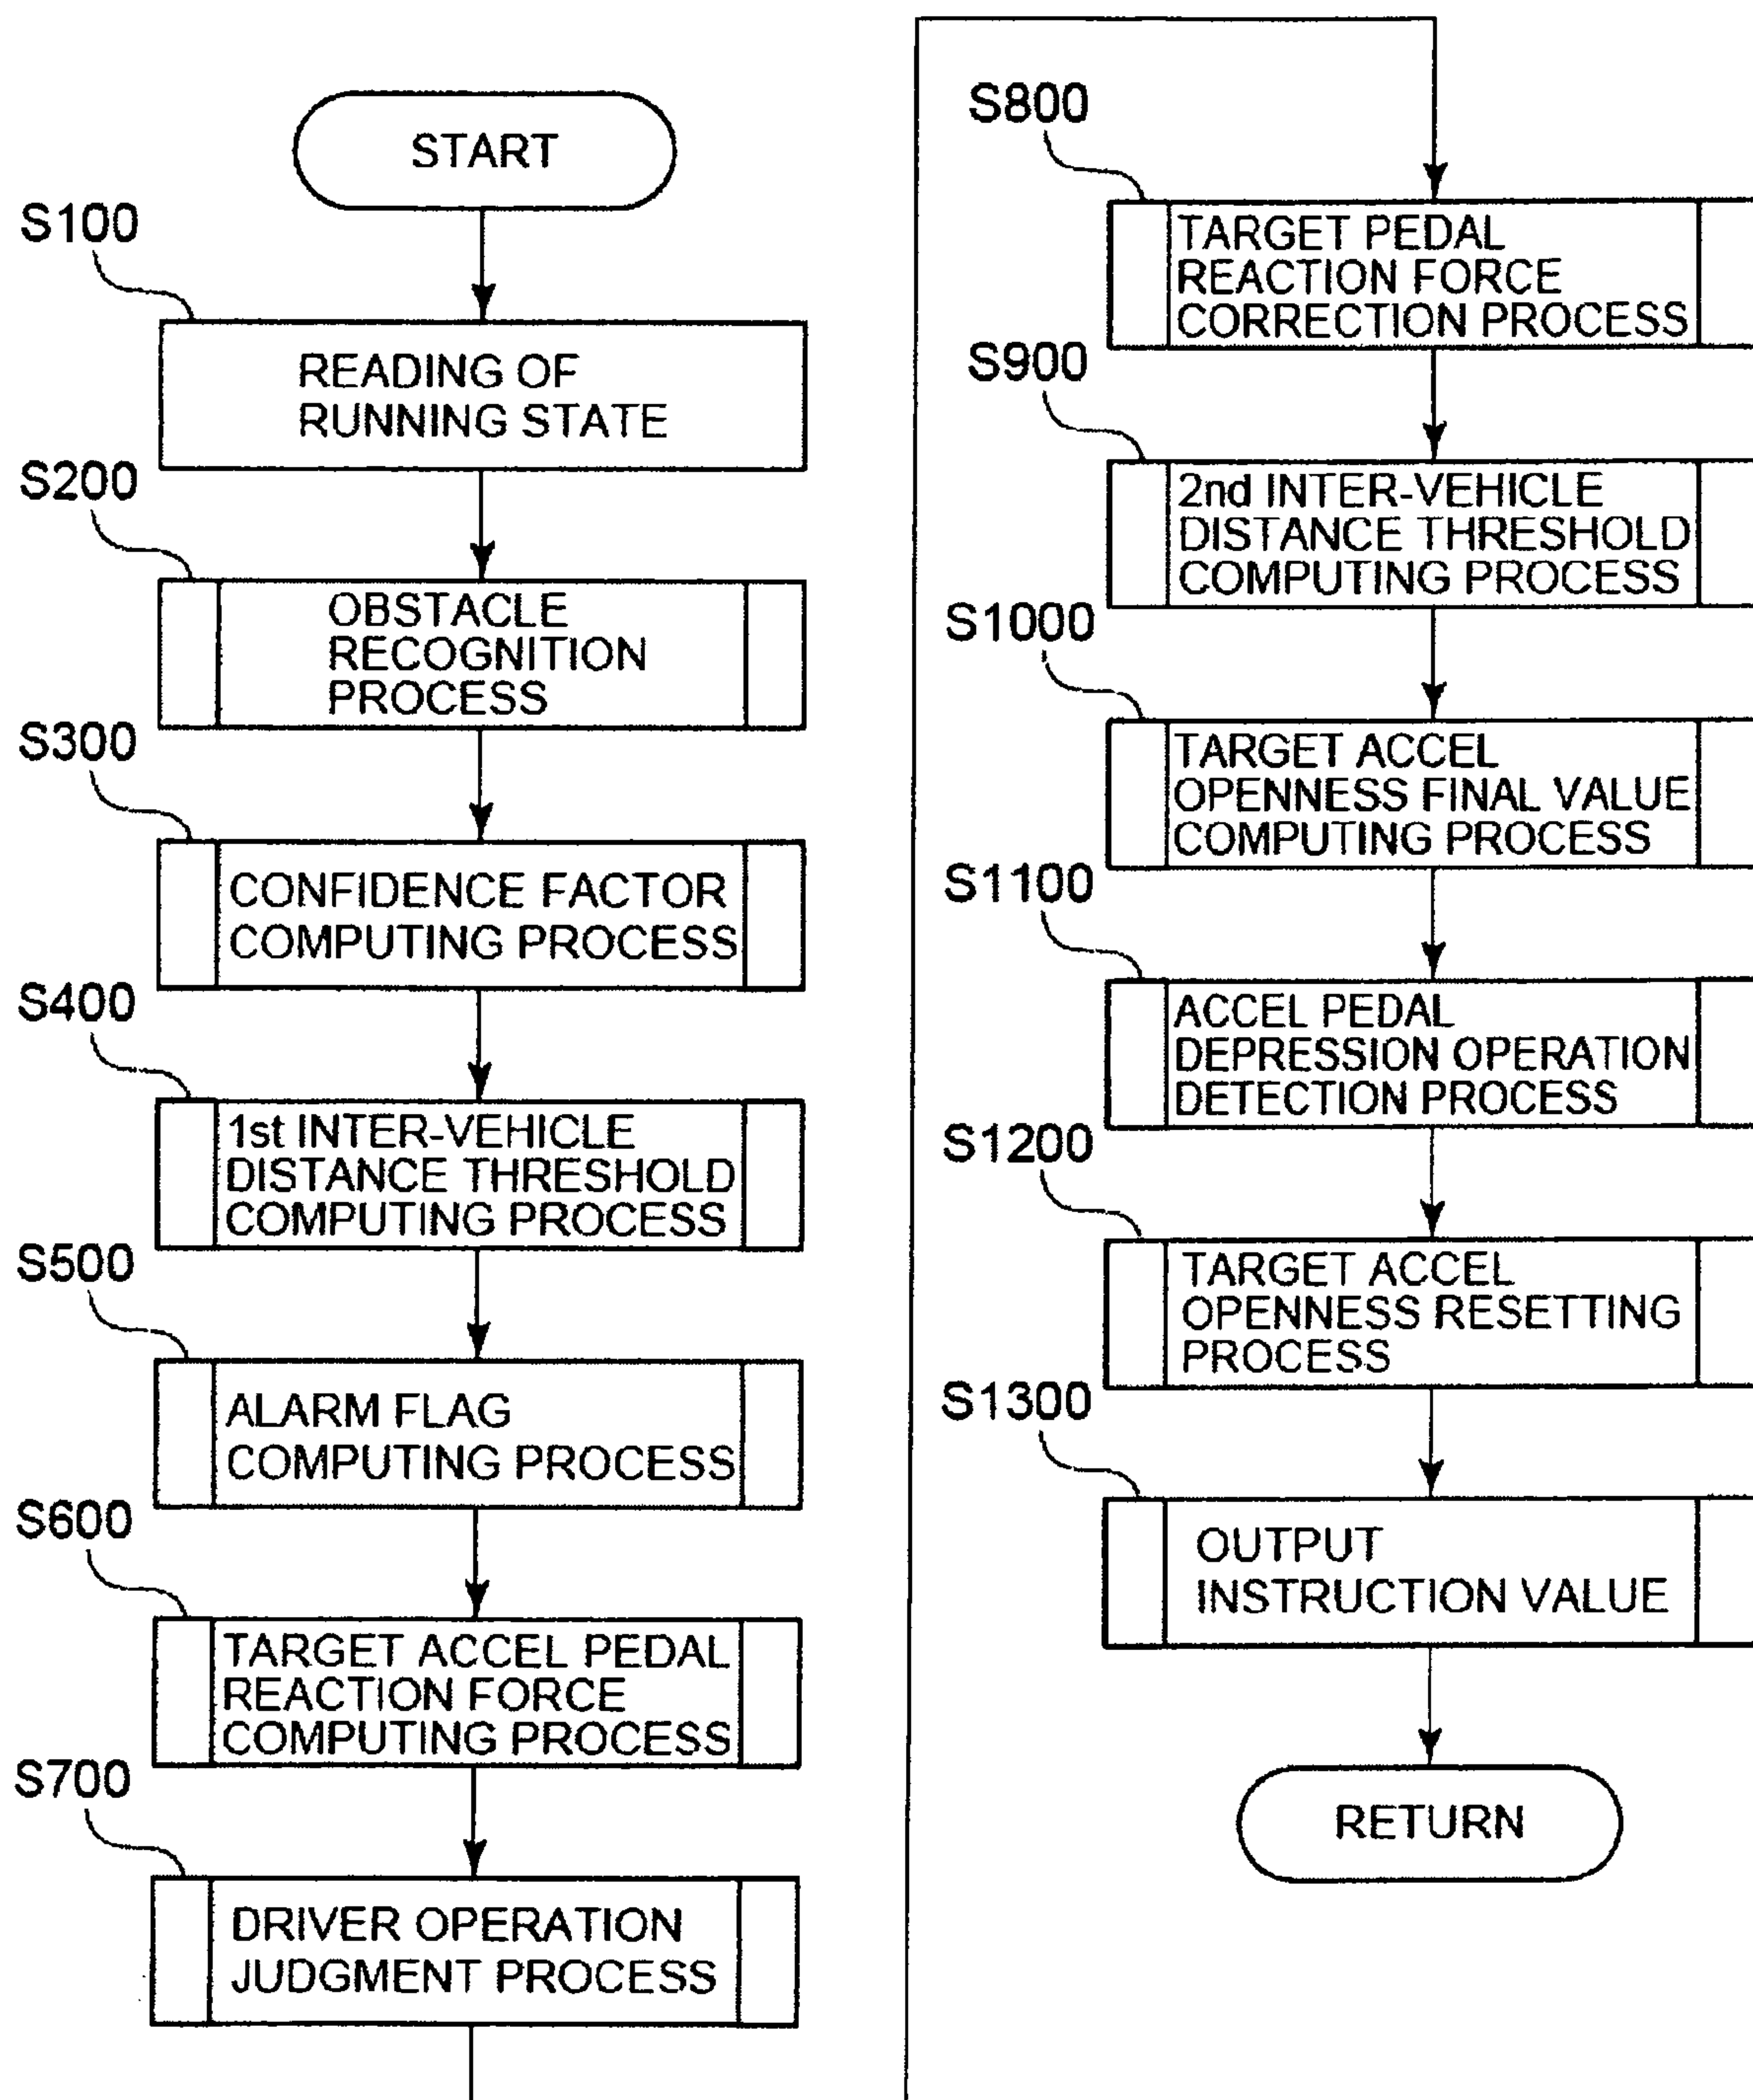 START
S100
READING OF
RUNNING STATE
S200
OBSTACLE
RECOGNITION
PROCESS
S300
CONFIDENCE FACTOR
COMPUTING PROCESS
S400
1st INTER-VEHICLE
DISTANCE THRESHOLD
COMPUTING PROCESS
S500
ALARM FLAG
COMPUTING PROCESS
S600
TARGET ACCEL PEDAL
REACTION FORCE
COMPUTING PROCESS
S700
DRIVER OPERATION
JUDGMENT PROCESS
S800
TARGET PEDAL
REACTION FORCE
CORRECTION PROCESS
S900
2nd INTER-VEHICLE
DISTANCE THRESHOLD
COMPUTING PROCESS
S1000
TARGET ACCEL
OPENNESS FINAL VALUE
COMPUTING PROCESS
S1100
ACCEL PEDAL
DEPRESSION OPERATION
DETECTION PROCESS
S1200
TARGET ACCEL
OPENNESS RESETTING
PROCESS
S1300
OUTPUT
INSTRUCTION VALUE
RETURN